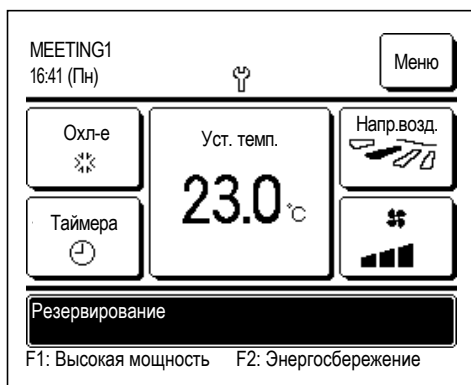 MEETING1
16:41 (Пн)
Меню
Охл-е
Уст. темп.
Напр.возд.
23.0 °C
Таймера
Резервирование
F1: Высокая мощность F2: Энергосбережение